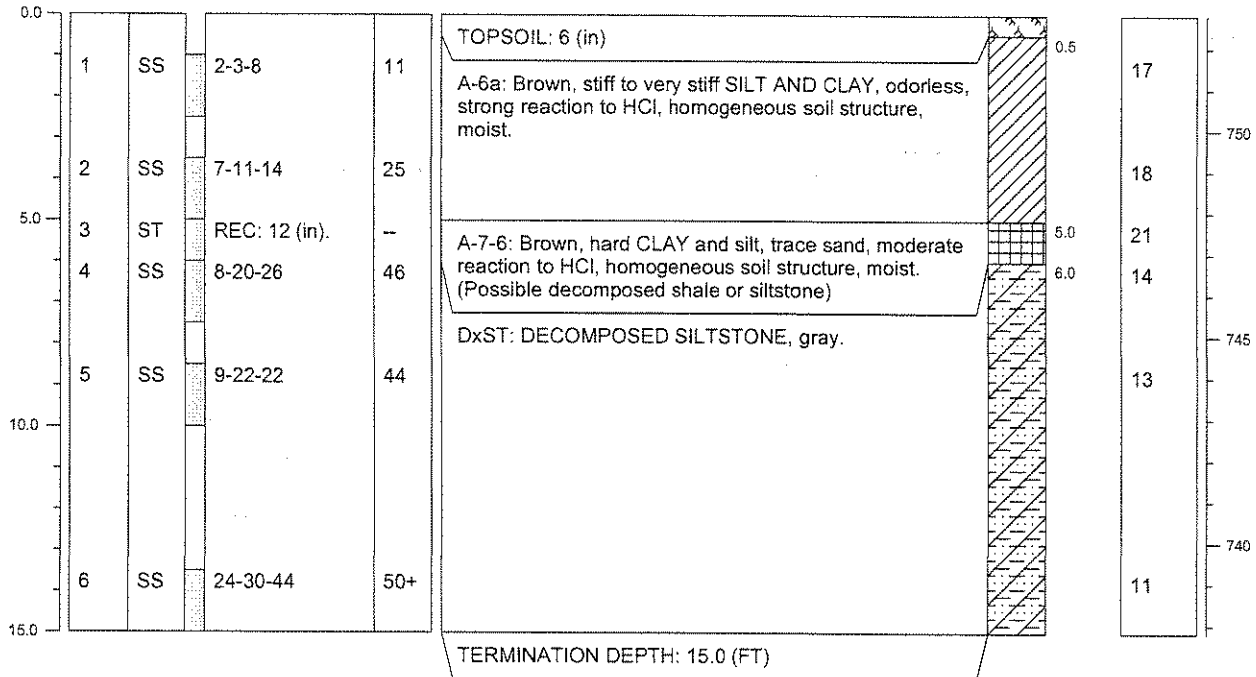 0.0
TOPSOIL: 6 (in)
0.5
1 SS 2-3-8 11
17
A-6a: Brown, stiff to very stiff SILT AND CLAY, odorless,
strong reaction to HCl, homogeneous soil structure,
moist.
750
2 SS 7-11-14 25
18
5.0
3 ST REC: 12 (in). --
5.0
21
A-7-6: Brown, hard CLAY and silt, trace sand, moderate
reaction to HCl, homogeneous soil structure, moist.
(Possible decomposed shale or siltstone)
4 SS 8-20-26 46
6.0
14
DxST: DECOMPOSED SILTSTONE, gray.
745
5 SS 9-22-22 44
13
10.0
740
6 SS 24-30-44 50+
11
15.0
TERMINATION DEPTH: 15.0 (FT)